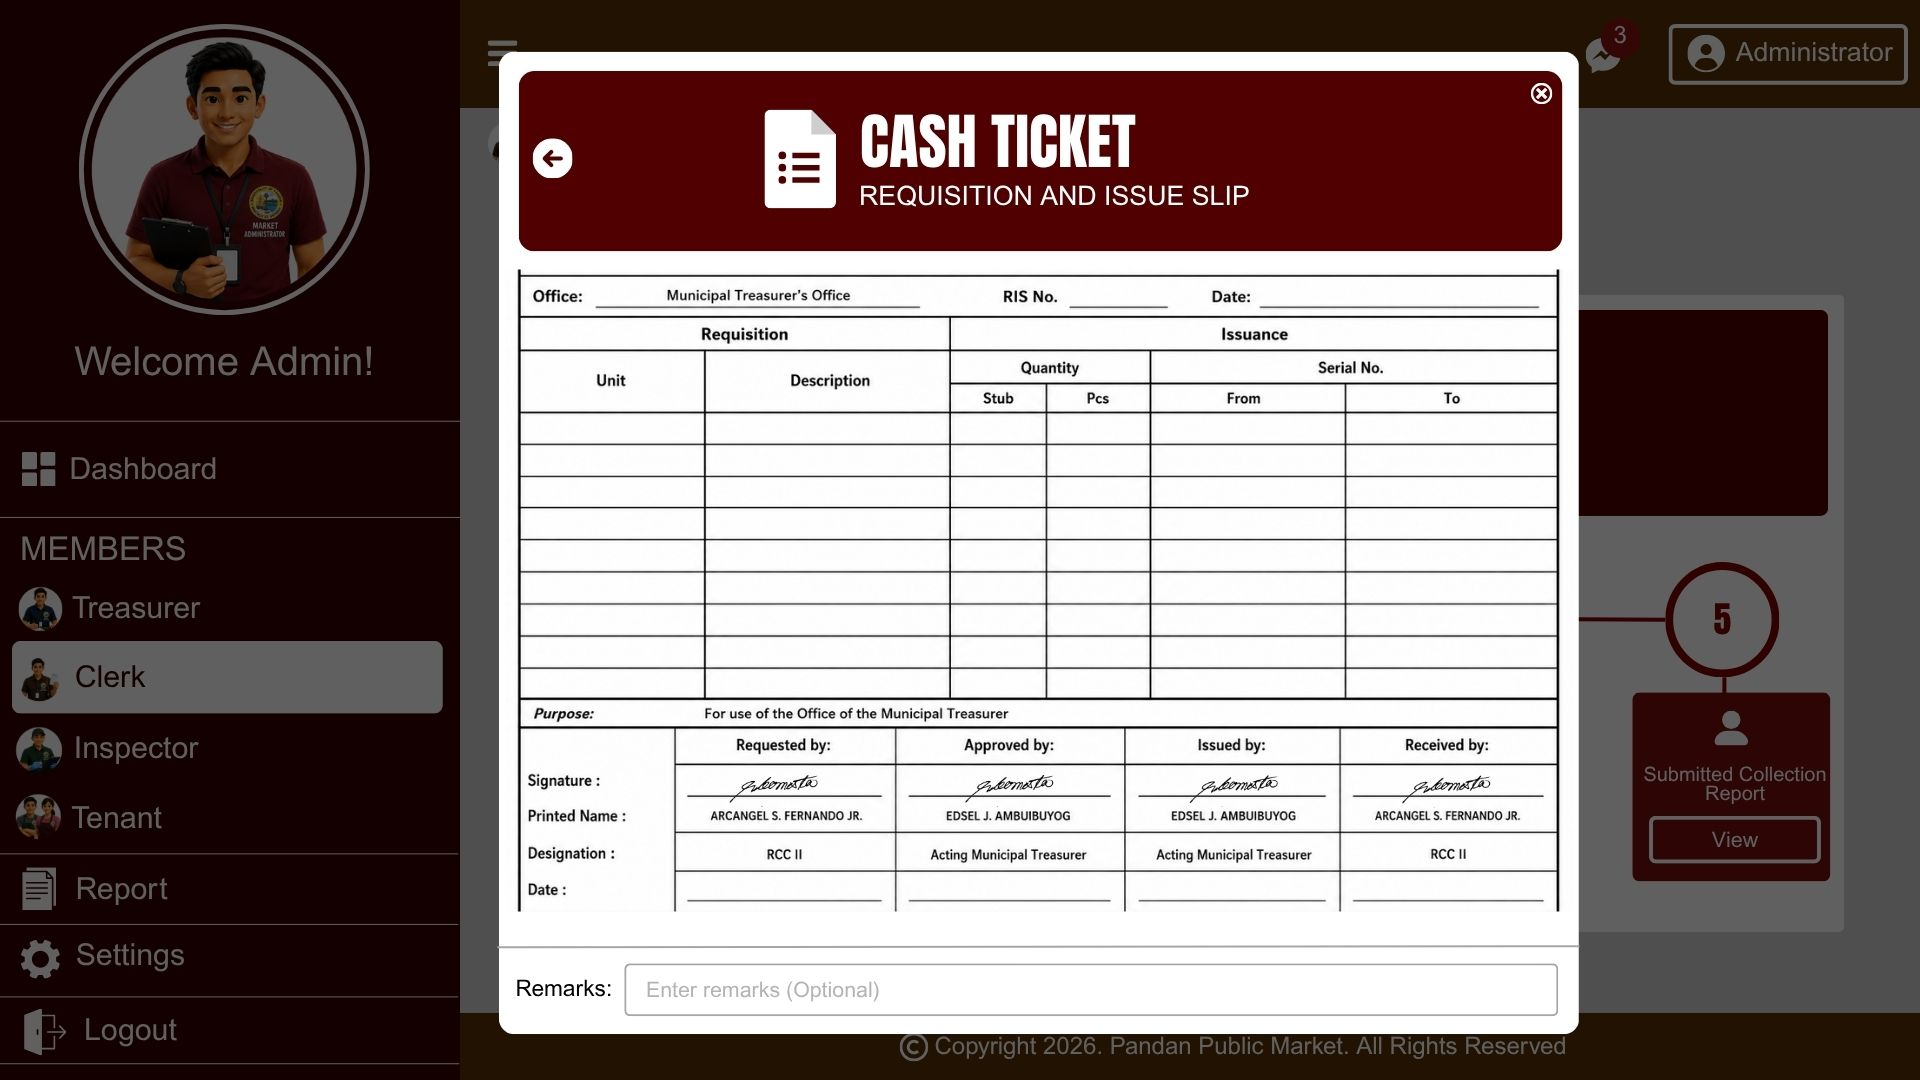 MARKET
ADMINISTRATOR
Welcome Admin!
Dashboard
MEMBERS
Treasurer
Clerk
Inspector
Tenant
Report
Settings
Logout
3
Administrator
CASH TICKET
REQUISITION AND ISSUE SLIP
Office: Municipal Treasurer's Office RIS No. Date:
Requisition Issuance
Unit Description Quantity Serial No.
Stub Pcs From To
Purpose: For use of the Office of the Municipal Treasurer
Requested by: Approved by: Issued by: Received by:
Signature :
Printed Name : ARCANGEL S. FERNANDO JR. EDSEL J. AMBUIBUYOG EDSEL J. AMBUIBUYOG ARCANGEL S. FERNANDO JR.
Designation : RCC II Acting Municipal Treasurer Acting Municipal Treasurer RCC II
Date :
Remarks: Enter remarks (Optional)
5
Submitted Collection
Report
View
© Copyright 2026. Pandan Public Market. All Rights Reserved